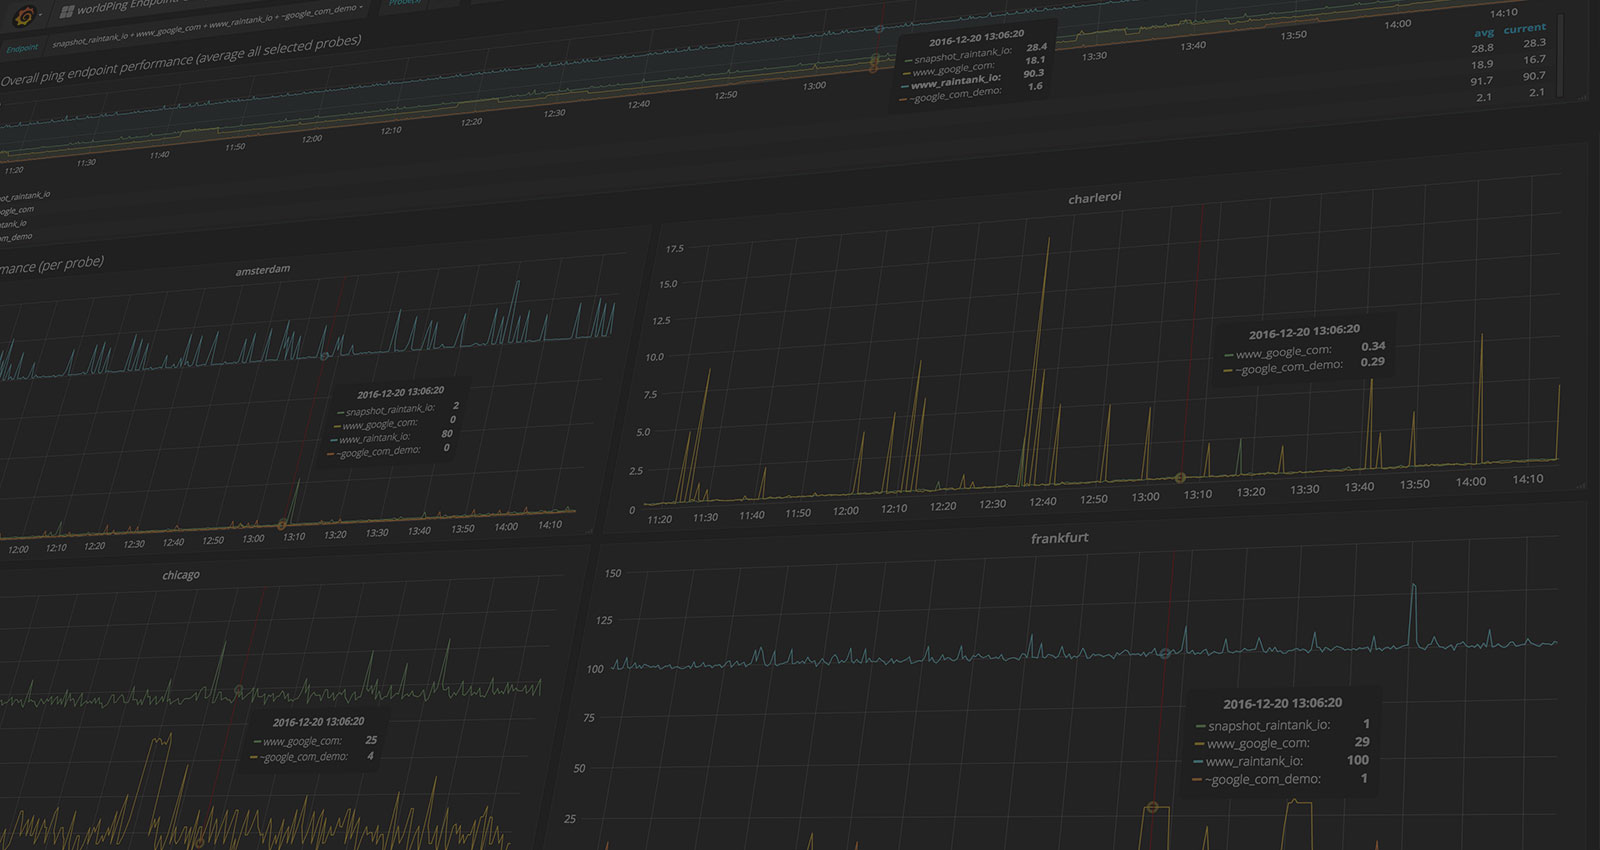 worldPing Endpoint
Probe(s)
Endpoint
snapshot_raintank_io + www_google_com + www_raintank_io + ~google_com_demo
Overall ping endpoint performance (average all selected probes)
2016-12-20 13:06:20
snapshot_raintank_io: 28.4
www_google_com: 18.1
www_raintank_io: 90.3
~google_com_demo: 1.6
avg current
28.8 28.3
18.9 16.7
91.7 90.7
2.1 2.1
11:20 11:30 11:40 11:50 12:00 12:10 12:20 12:30 12:40 12:50 13:00 13:30 13:40 13:50 14:00 14:10
ot_raintank_io
ogle_com
ntank_io
om_demo
mance (per probe)
amsterdam
2016-12-20 13:06:20
snapshot_raintank_io: 2
www_google_com: 0
www_raintank_io: 80
~google_com_demo: 0
12:00 12:10 12:20 12:30 12:40 12:50 13:00 13:10 13:20 13:30 13:40 13:50 14:00 14:10
charleroi
17.5
15.0
12.5
10.0
7.5
5.0
2.5
0
2016-12-20 13:06:20
www_google_com: 0.34
~google_com_demo: 0.29
11:20 11:30 11:40 11:50 12:00 12:10 12:20 12:30 12:40 12:50 13:00 13:10 13:20 13:30 13:40 13:50 14:00 14:10
chicago
2016-12-20 13:06:20
www_google_com: 25
~google_com_demo: 4
frankfurt
150
125
100
75
50
25
2016-12-20 13:06:20
snapshot_raintank_io: 1
www_google_com: 29
www_raintank_io: 100
~google_com_demo: 1